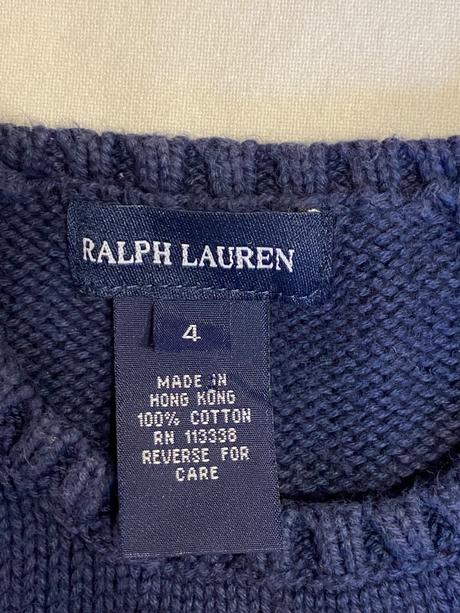 RALPH LAUREN
4
MADE IN
HONG KONG
100% COTTON
RN 113338
REVERSE FOR
CARE